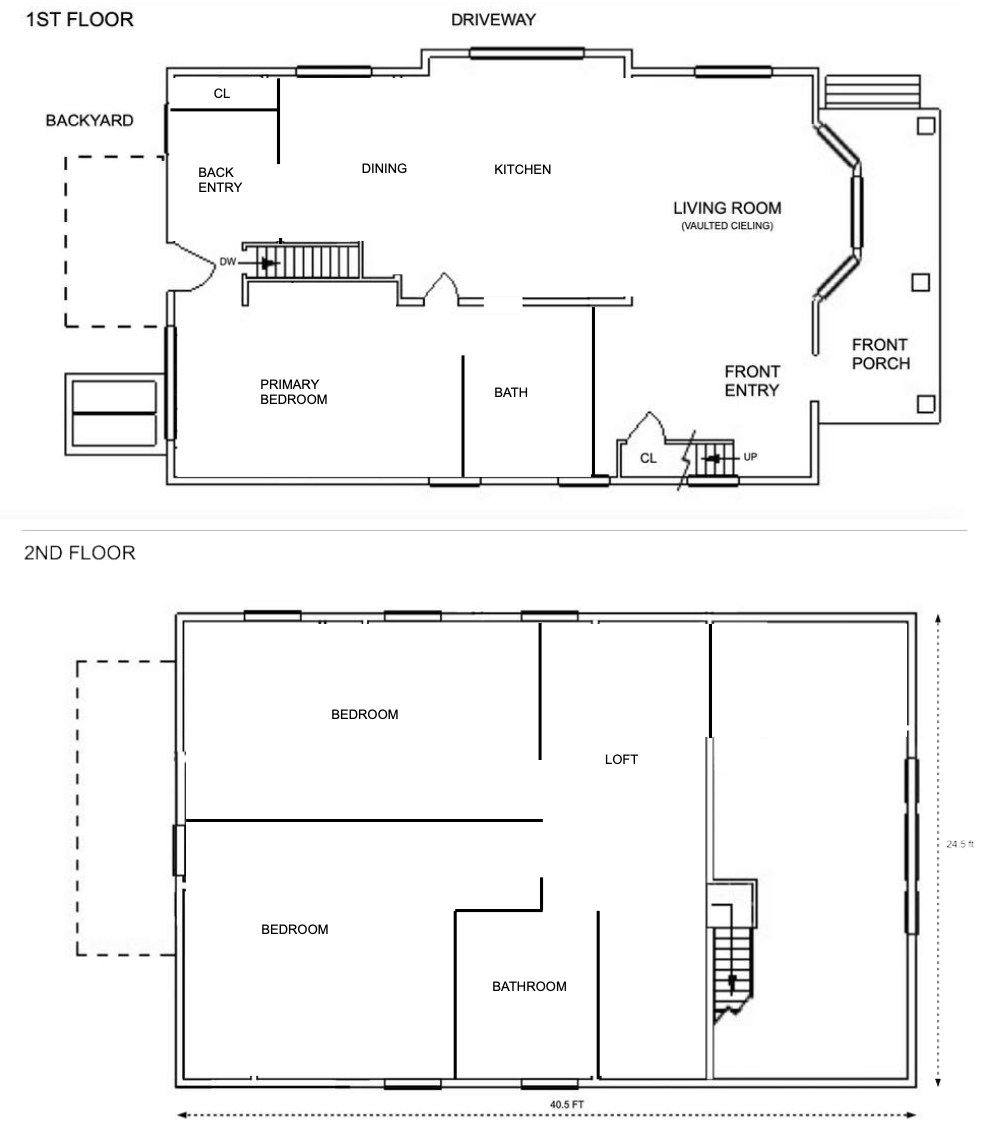 1ST FLOOR
DRIVEWAY
CL
BACKYARD
BACK
ENTRY
DINING
KITCHEN
LIVING ROOM
(VAULTED CIELING)
DW
FRONT
PORCH
FRONT
ENTRY
PRIMARY
BEDROOM
BATH
CL
UP
2ND FLOOR
BEDROOM
LOFT
24.5 ft
BEDROOM
BATHROOM
40.5 FT